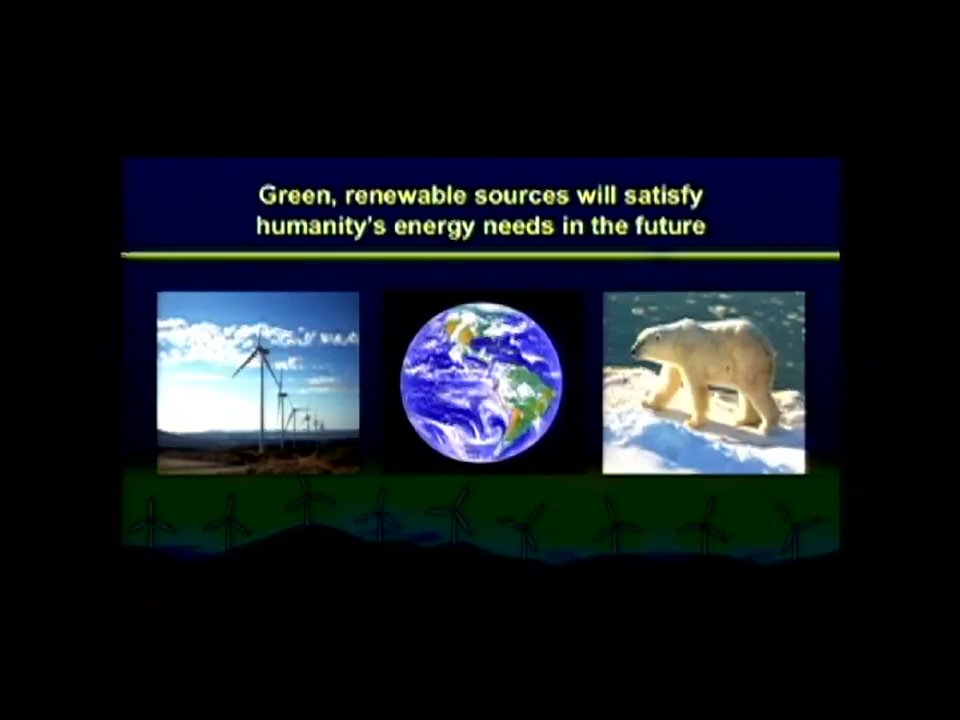 Green, renewable sources will satisfy
humanity's energy needs in the future